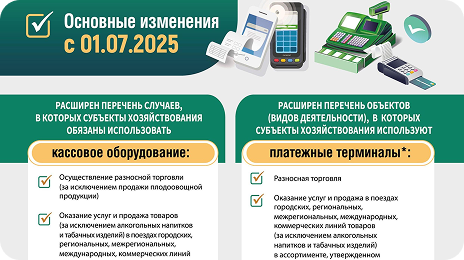 Основные изменения
с 01.07.2025
РАСШИРЕН ПЕРЕЧЕНЬ СЛУЧАЕВ,
В КОТОРЫХ СУБЪЕКТЫ ХОЗЯЙСТВОВАНИЯ
ОБЯЗАНЫ ИСПОЛЬЗОВАТЬ
кассовое оборудование:
Осуществление разносной торговли
(за исключением продажи плодоовощной
продукции)
Оказание услуг и продажа товаров
(за исключением алкогольных напитков
и табачных изделий) в поездах городских,
региональных, межрегиональных,
международных, коммерческих линий
РАСШИРЕН ПЕРЕЧЕНЬ ОБЪЕКТОВ
(ВИДОВ ДЕЯТЕЛЬНОСТИ), В КОТОРЫХ
СУБЪЕКТЫ ХОЗЯЙСТВОВАНИЯ ИСПОЛЬЗУЮТ
платежные терминалы*:
Разносная торговля
Оказание услуг и продажа в поездах
городских, региональных,
межрегиональных, международных,
коммерческих линий товаров
(за исключением алкогольных
напитков и табачных изделий)
в ассортименте, утвержденном